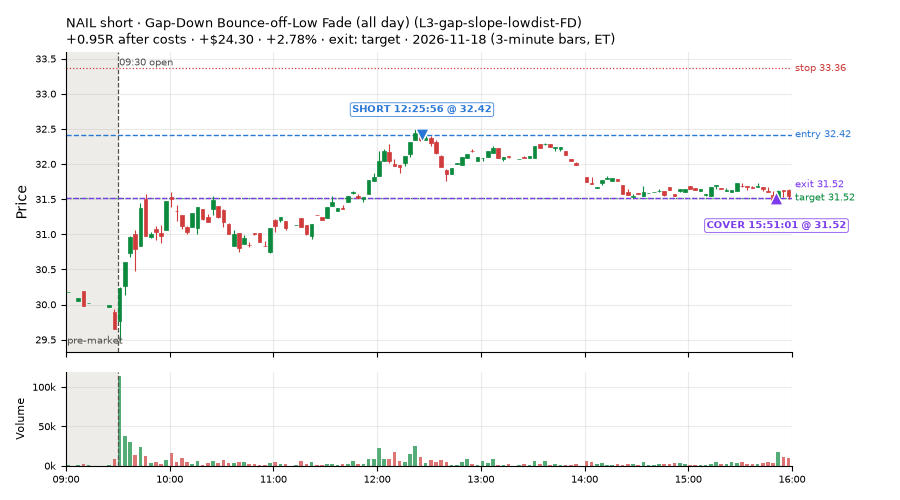 NAIL short · Gap-Down Bounce-off-Low Fade (all day) (L3-gap-slope-lowdist-FD)
+0.95R after costs · +$24.30 · +2.78% · exit: target · 2026-11-18 (3-minute bars, ET)
33.5
09:30 open
stop 33.36
33.0
SHORT 12:25:56 @ 32.42
32.5
entry 32.42
32.0
Price
exit 31.52
31.5
target 31.52
COVER 15:51:01 @ 31.52
31.0
30.5
30.0
29.5
pre-market
100k
Volume
50k
0k
09:00
10:00
11:00
12:00
13:00
14:00
15:00
16:00